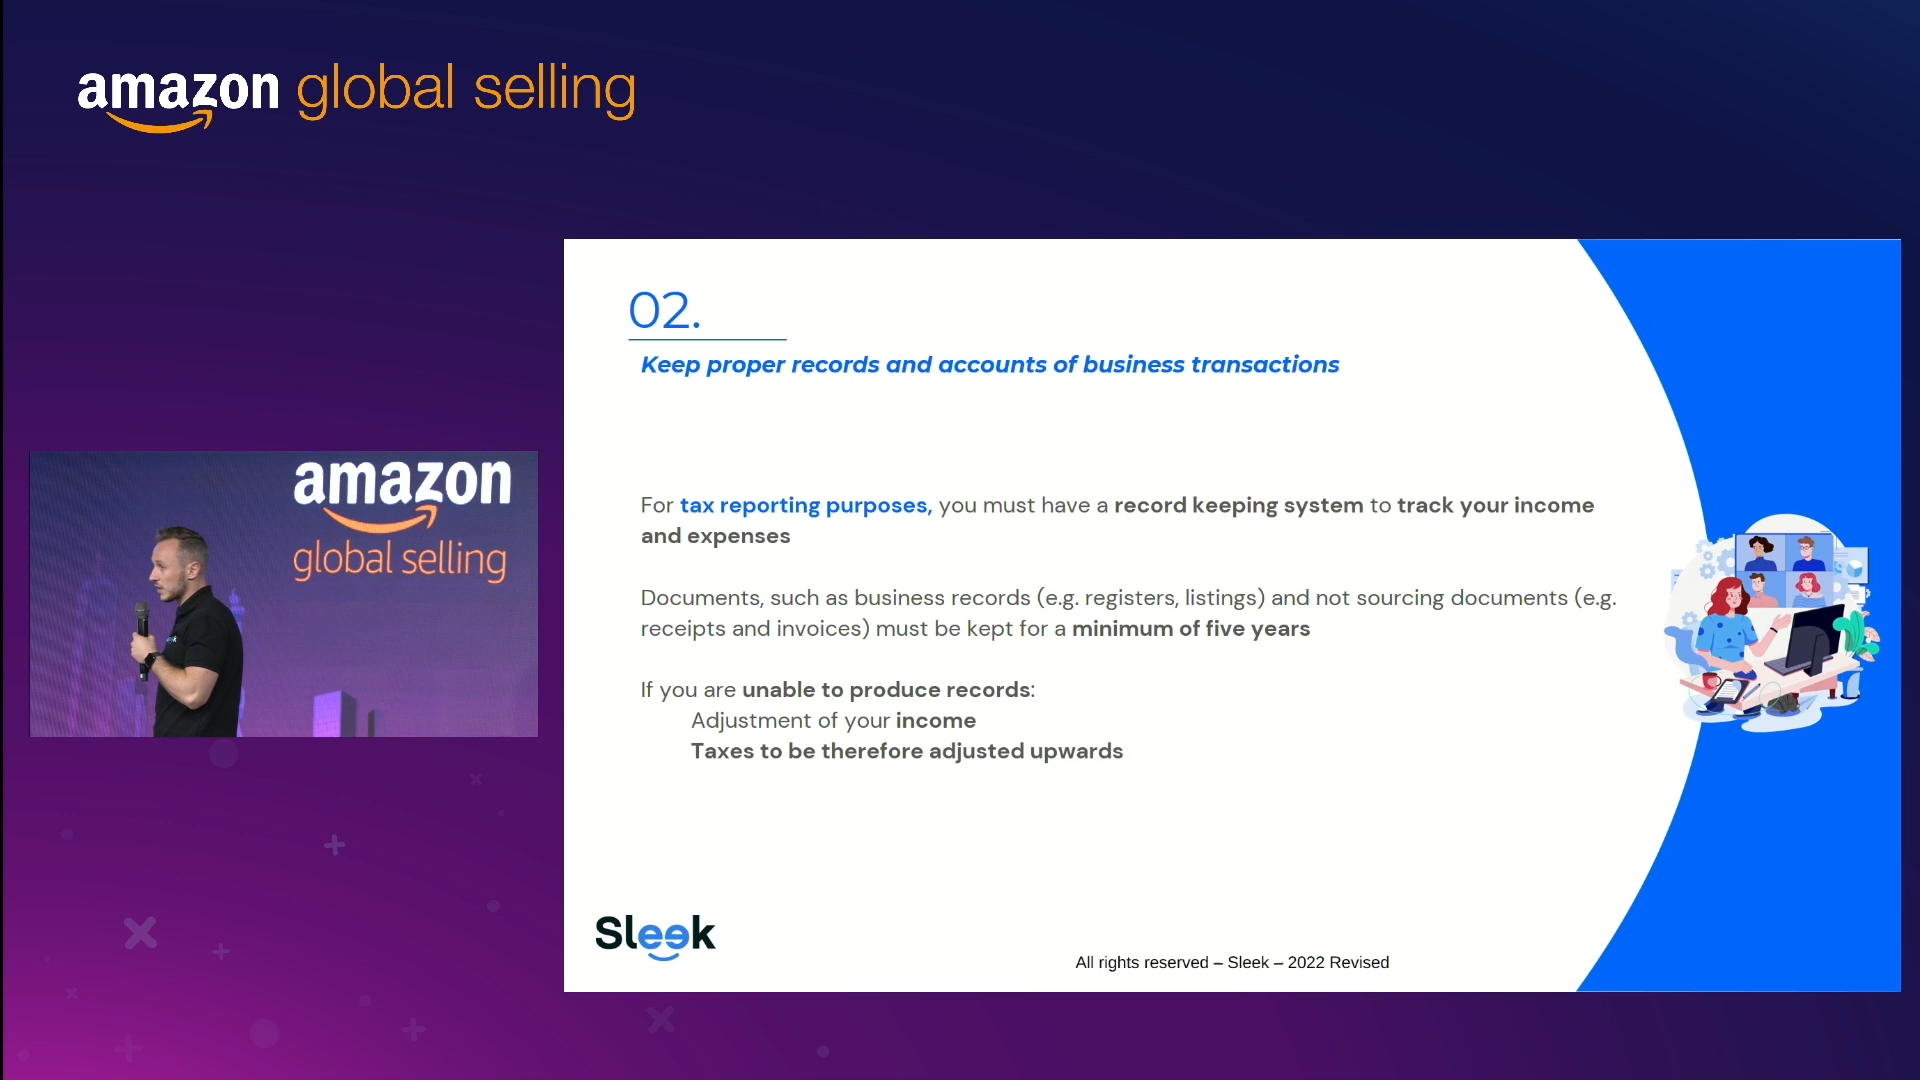 amazon global selling
amazon
global selling
02.
Keep proper records and accounts of business transactions
For tax reporting purposes, you must have a record keeping system to track your income
and expenses
Documents, such as business records (e.g. registers, listings) and not sourcing documents (e.g.
receipts and invoices) must be kept for a minimum of five years
If you are unable to produce records:
Adjustment of your income
Taxes to be therefore adjusted upwards
Sleek
All rights reserved – Sleek – 2022 Revised